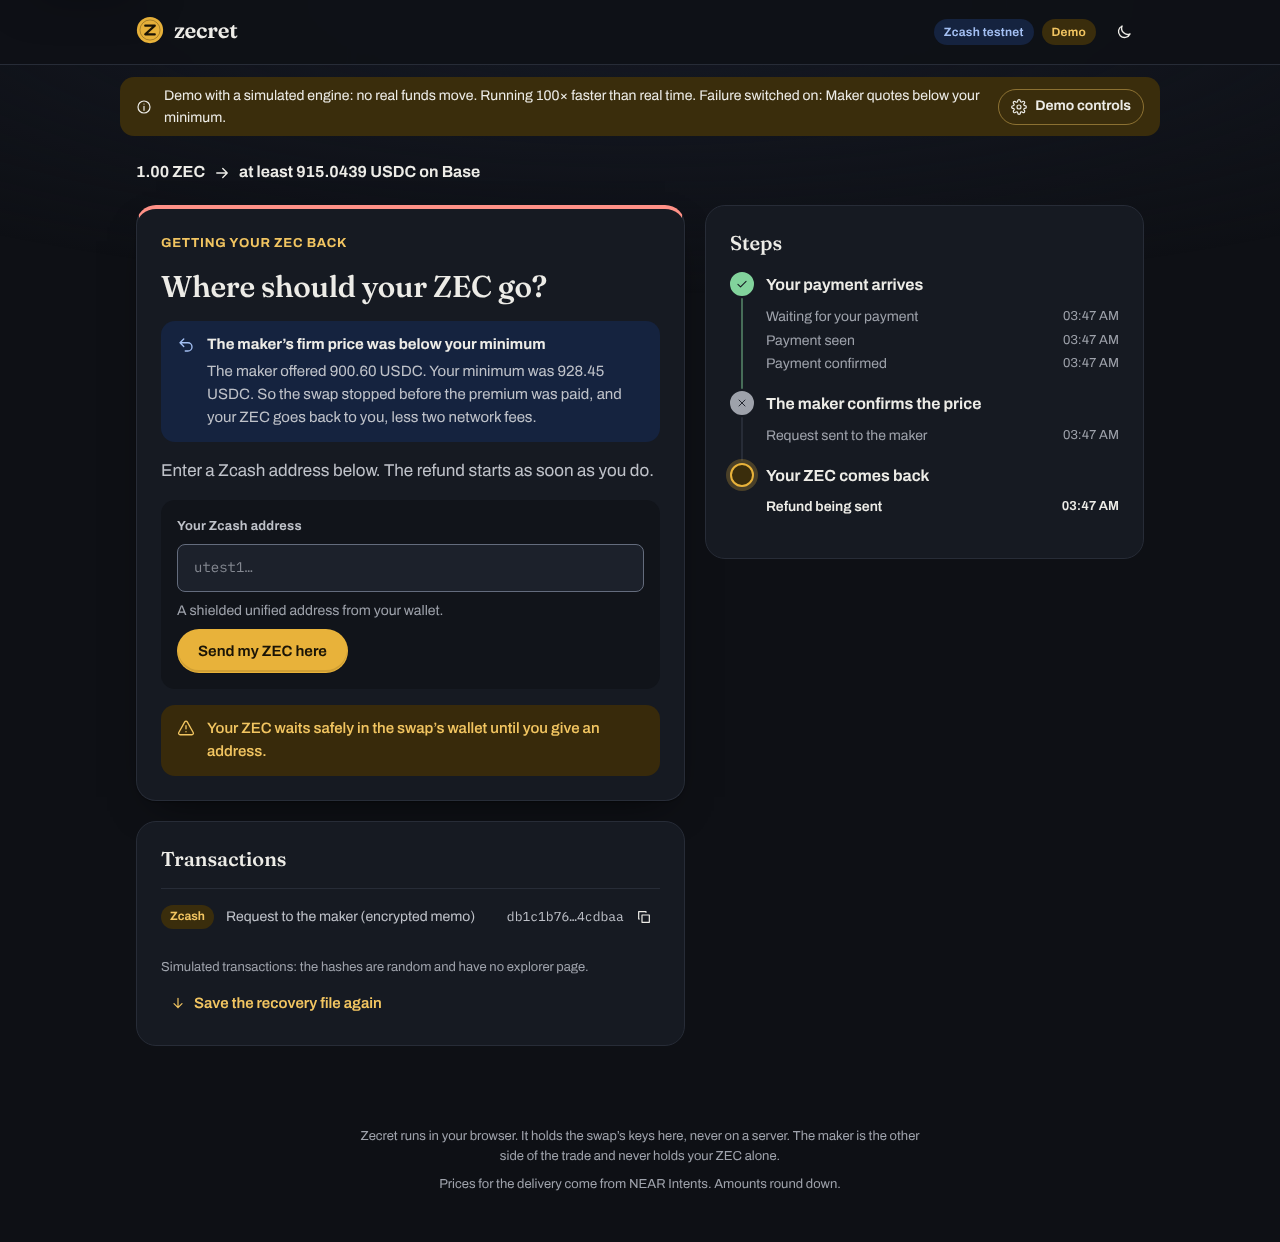 zecret
Zcash testnet
Demo
Demo with a simulated engine: no real funds move. Running 100× faster than real time. Failure switched on: Maker quotes below your
minimum.
Demo controls
1.00 ZEC → at least 915.0439 USDC on Base
GETTING YOUR ZEC BACK
Where should your ZEC go?
The maker’s firm price was below your minimum
The maker offered 900.60 USDC. Your minimum was 928.45
USDC. So the swap stopped before the premium was paid, and
your ZEC goes back to you, less two network fees.
Enter a Zcash address below. The refund starts as soon as you do.
Your Zcash address
utest1…
A shielded unified address from your wallet.
Send my ZEC here
Your ZEC waits safely in the swap’s wallet until you give an
address.
Steps
Your payment arrives
Waiting for your payment 03:47 AM
Payment seen 03:47 AM
Payment confirmed 03:47 AM
The maker confirms the price
Request sent to the maker 03:47 AM
Your ZEC comes back
Refund being sent 03:47 AM
Transactions
Zcash Request to the maker (encrypted memo) db1c1b76…4cdbaa
Simulated transactions: the hashes are random and have no explorer page.
Save the recovery file again
Zecret runs in your browser. It holds the swap’s keys here, never on a server. The maker is the other
side of the trade and never holds your ZEC alone.
Prices for the delivery come from NEAR Intents. Amounts round down.